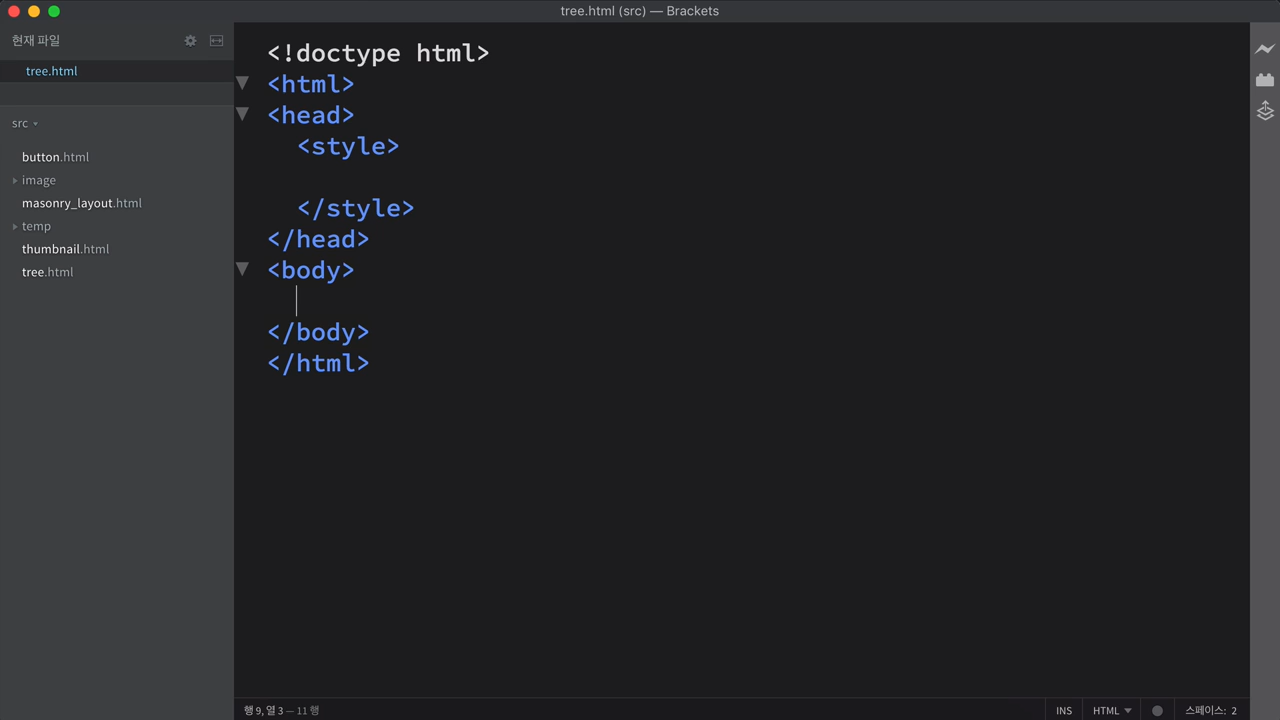 tree.html (src) — Brackets
현재 파일
tree.html
src
button.html
image
masonry_layout.html
temp
thumbnail.html
tree.html
<!doctype html>
<html>
<head>
  <style>
  </style>
</head>
<body>
</body>
</html>
행 9, 열 3 — 11 행
INS
HTML
스페이스: 2